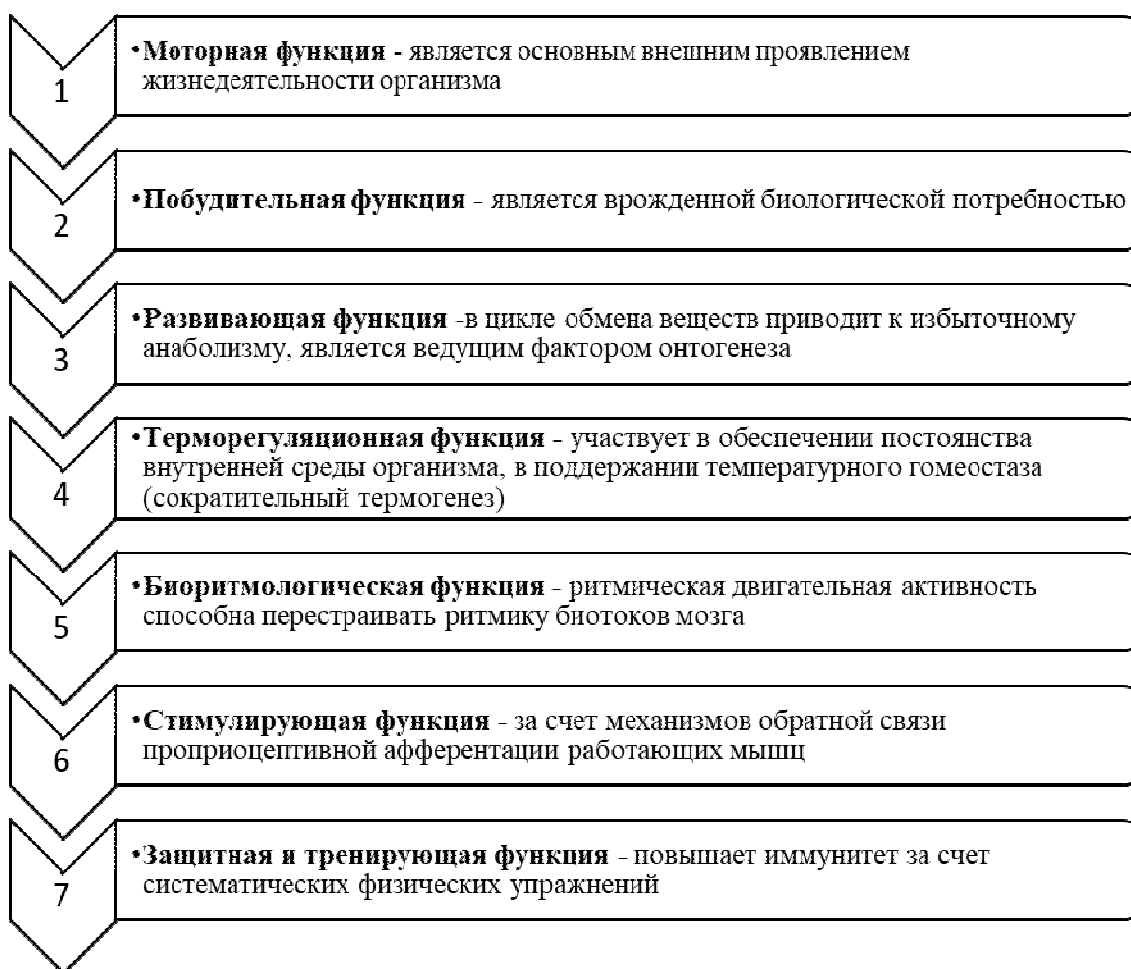 1
•Моторная функция - является основным внешним проявлением
жизнедеятельности организма
2
•Побудительная функция - является врожденной биологической потребностью
3
•Развивающая функция -в цикле обмена веществ приводит к избыточному
анаболизму, является ведущим фактором онтогенеза
4
•Терморегуляционная функция - участвует в обеспечении постоянства
внутренней среды организма, в поддержании температурного гомеостаза
(сократительный термогенез)
5
•Биоритмологическая функция - ритмическая двигательная активность
способна перестраивать ритмику биотоков мозга
6
•Стимулирующая функция - за счет механизмов обратной связи
проприоцептивной афферентации работающих мышц
7
•Защитная и тренирующая функция - повышает иммунитет за счет
систематических физических упражнений